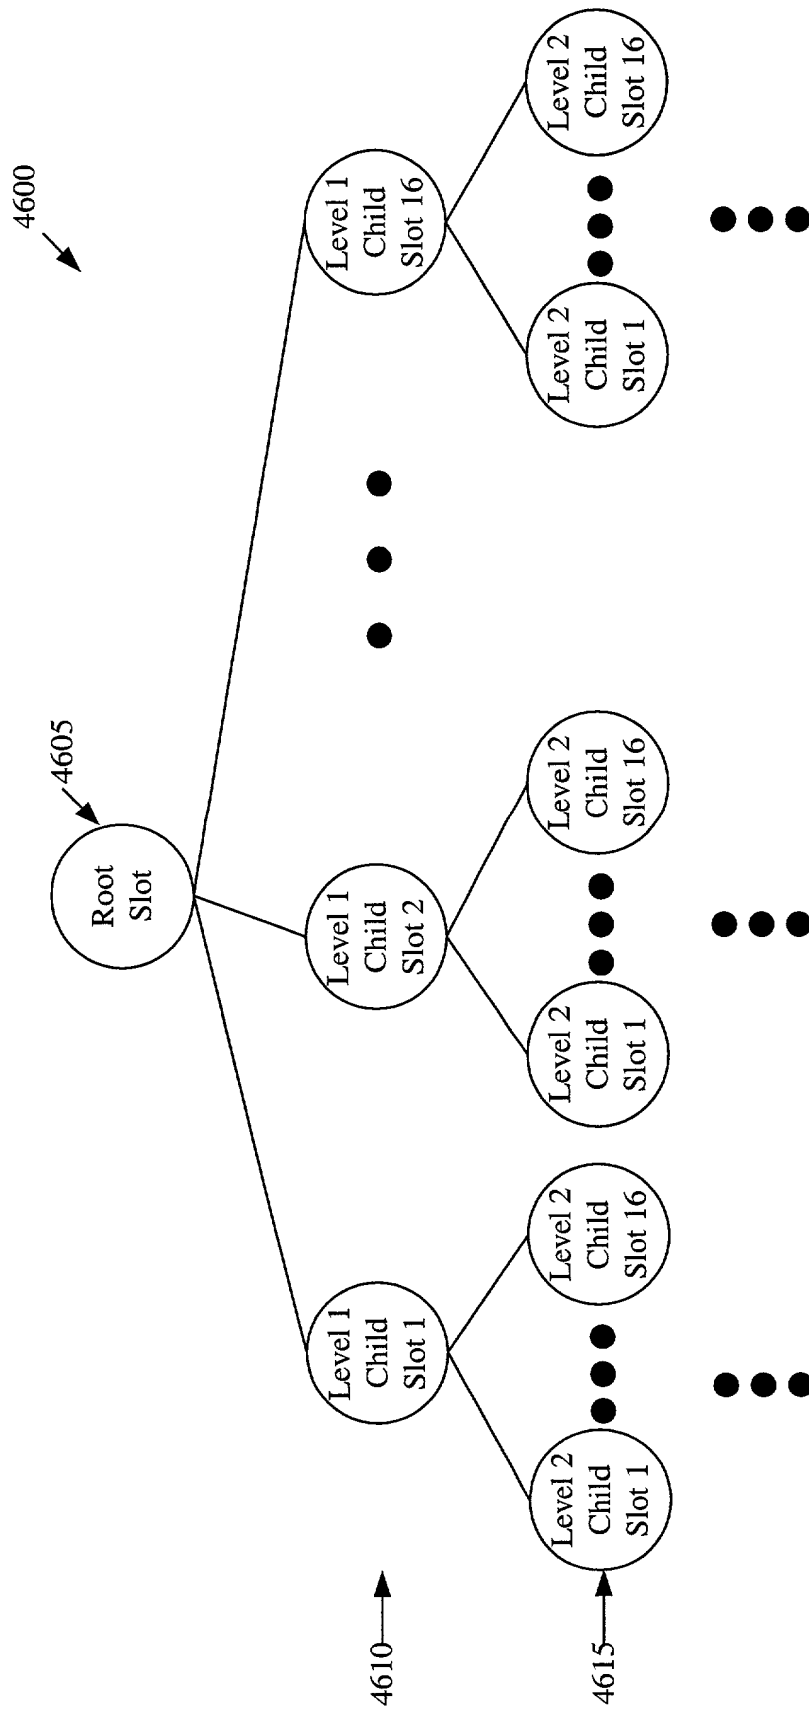 4600
4605
Root
Slot
4610
Level 1
Child
Slot 1
Level 1
Child
Slot 2
Level 1
Child
Slot 16
4615
Level 2
Child
Slot 1
Level 2
Child
Slot 16
Level 2
Child
Slot 1
Level 2
Child
Slot 16
Level 2
Child
Slot 1
Level 2
Child
Slot 16